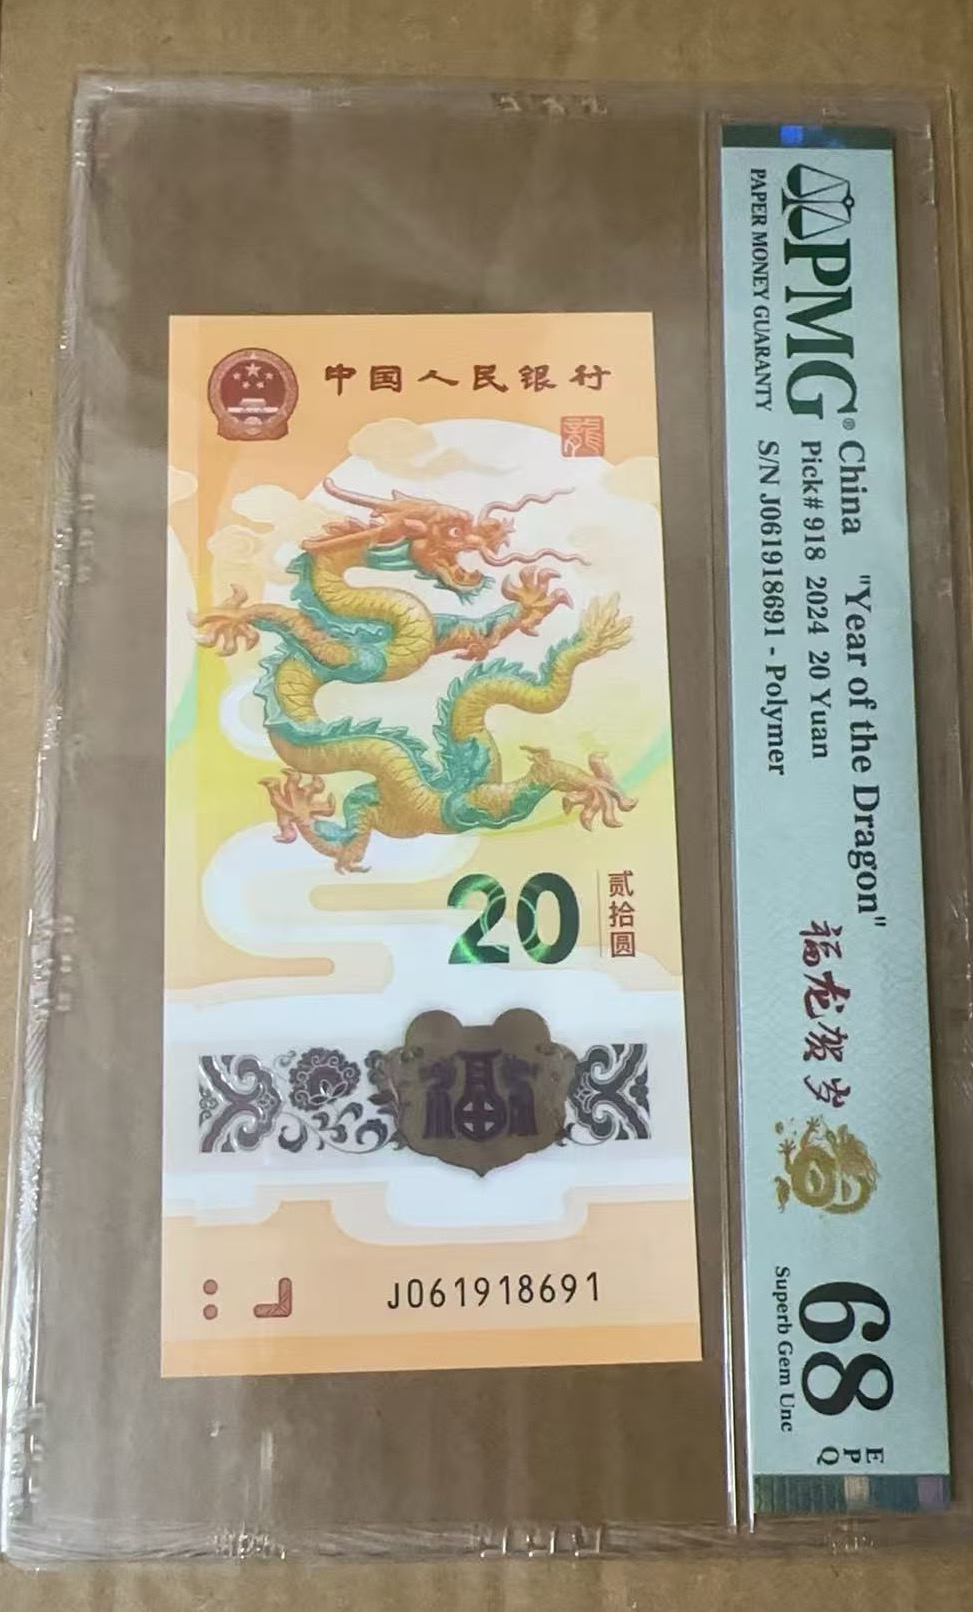 中国人民银行
龍
20
贰拾圆
福
J061918691
PMG®
PAPER MONEY GUARANTY
China "Year of the Dragon"
Pick# 918 2024 20 Yuan
S/N J061918691 - Polymer
福龙贺岁
68
EPQ
Superb Gem Unc